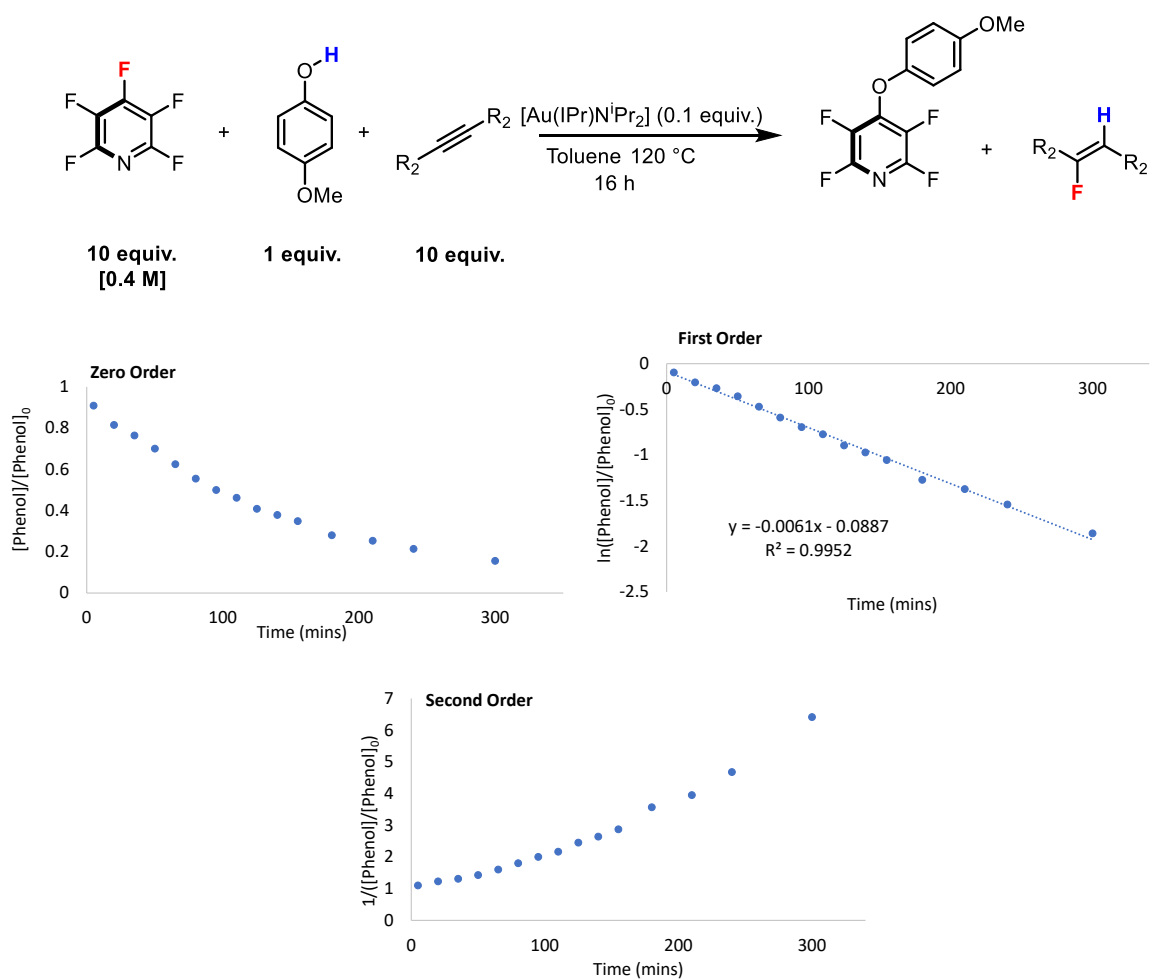 OMe
F
F
F
F
F
N
+
O
H
OMe
+
R₂
R₂
[Au(IPr)NⁱPr₂] (0.1 equiv.)
Toluene 120 °C
16 h
O
F
F
F
F
N
+
H
R₂
R₂
F
10 equiv.
[0.4 M]
1 equiv.
10 equiv.
Zero Order
[Phenol]/[Phenol]₀
1
0.8
0.6
0.4
0.2
0
0
100
200
300
Time (mins)
First Order
ln([Phenol]/[Phenol]₀)
0
-0.5
-1
-1.5
-2
-2.5
0
100
200
300
y = -0.0061x - 0.0887
R² = 0.9952
Time (mins)
Second Order
1/([Phenol]/[Phenol]₀)
7
6
5
4
3
2
1
0
0
100
200
300
Time (mins)